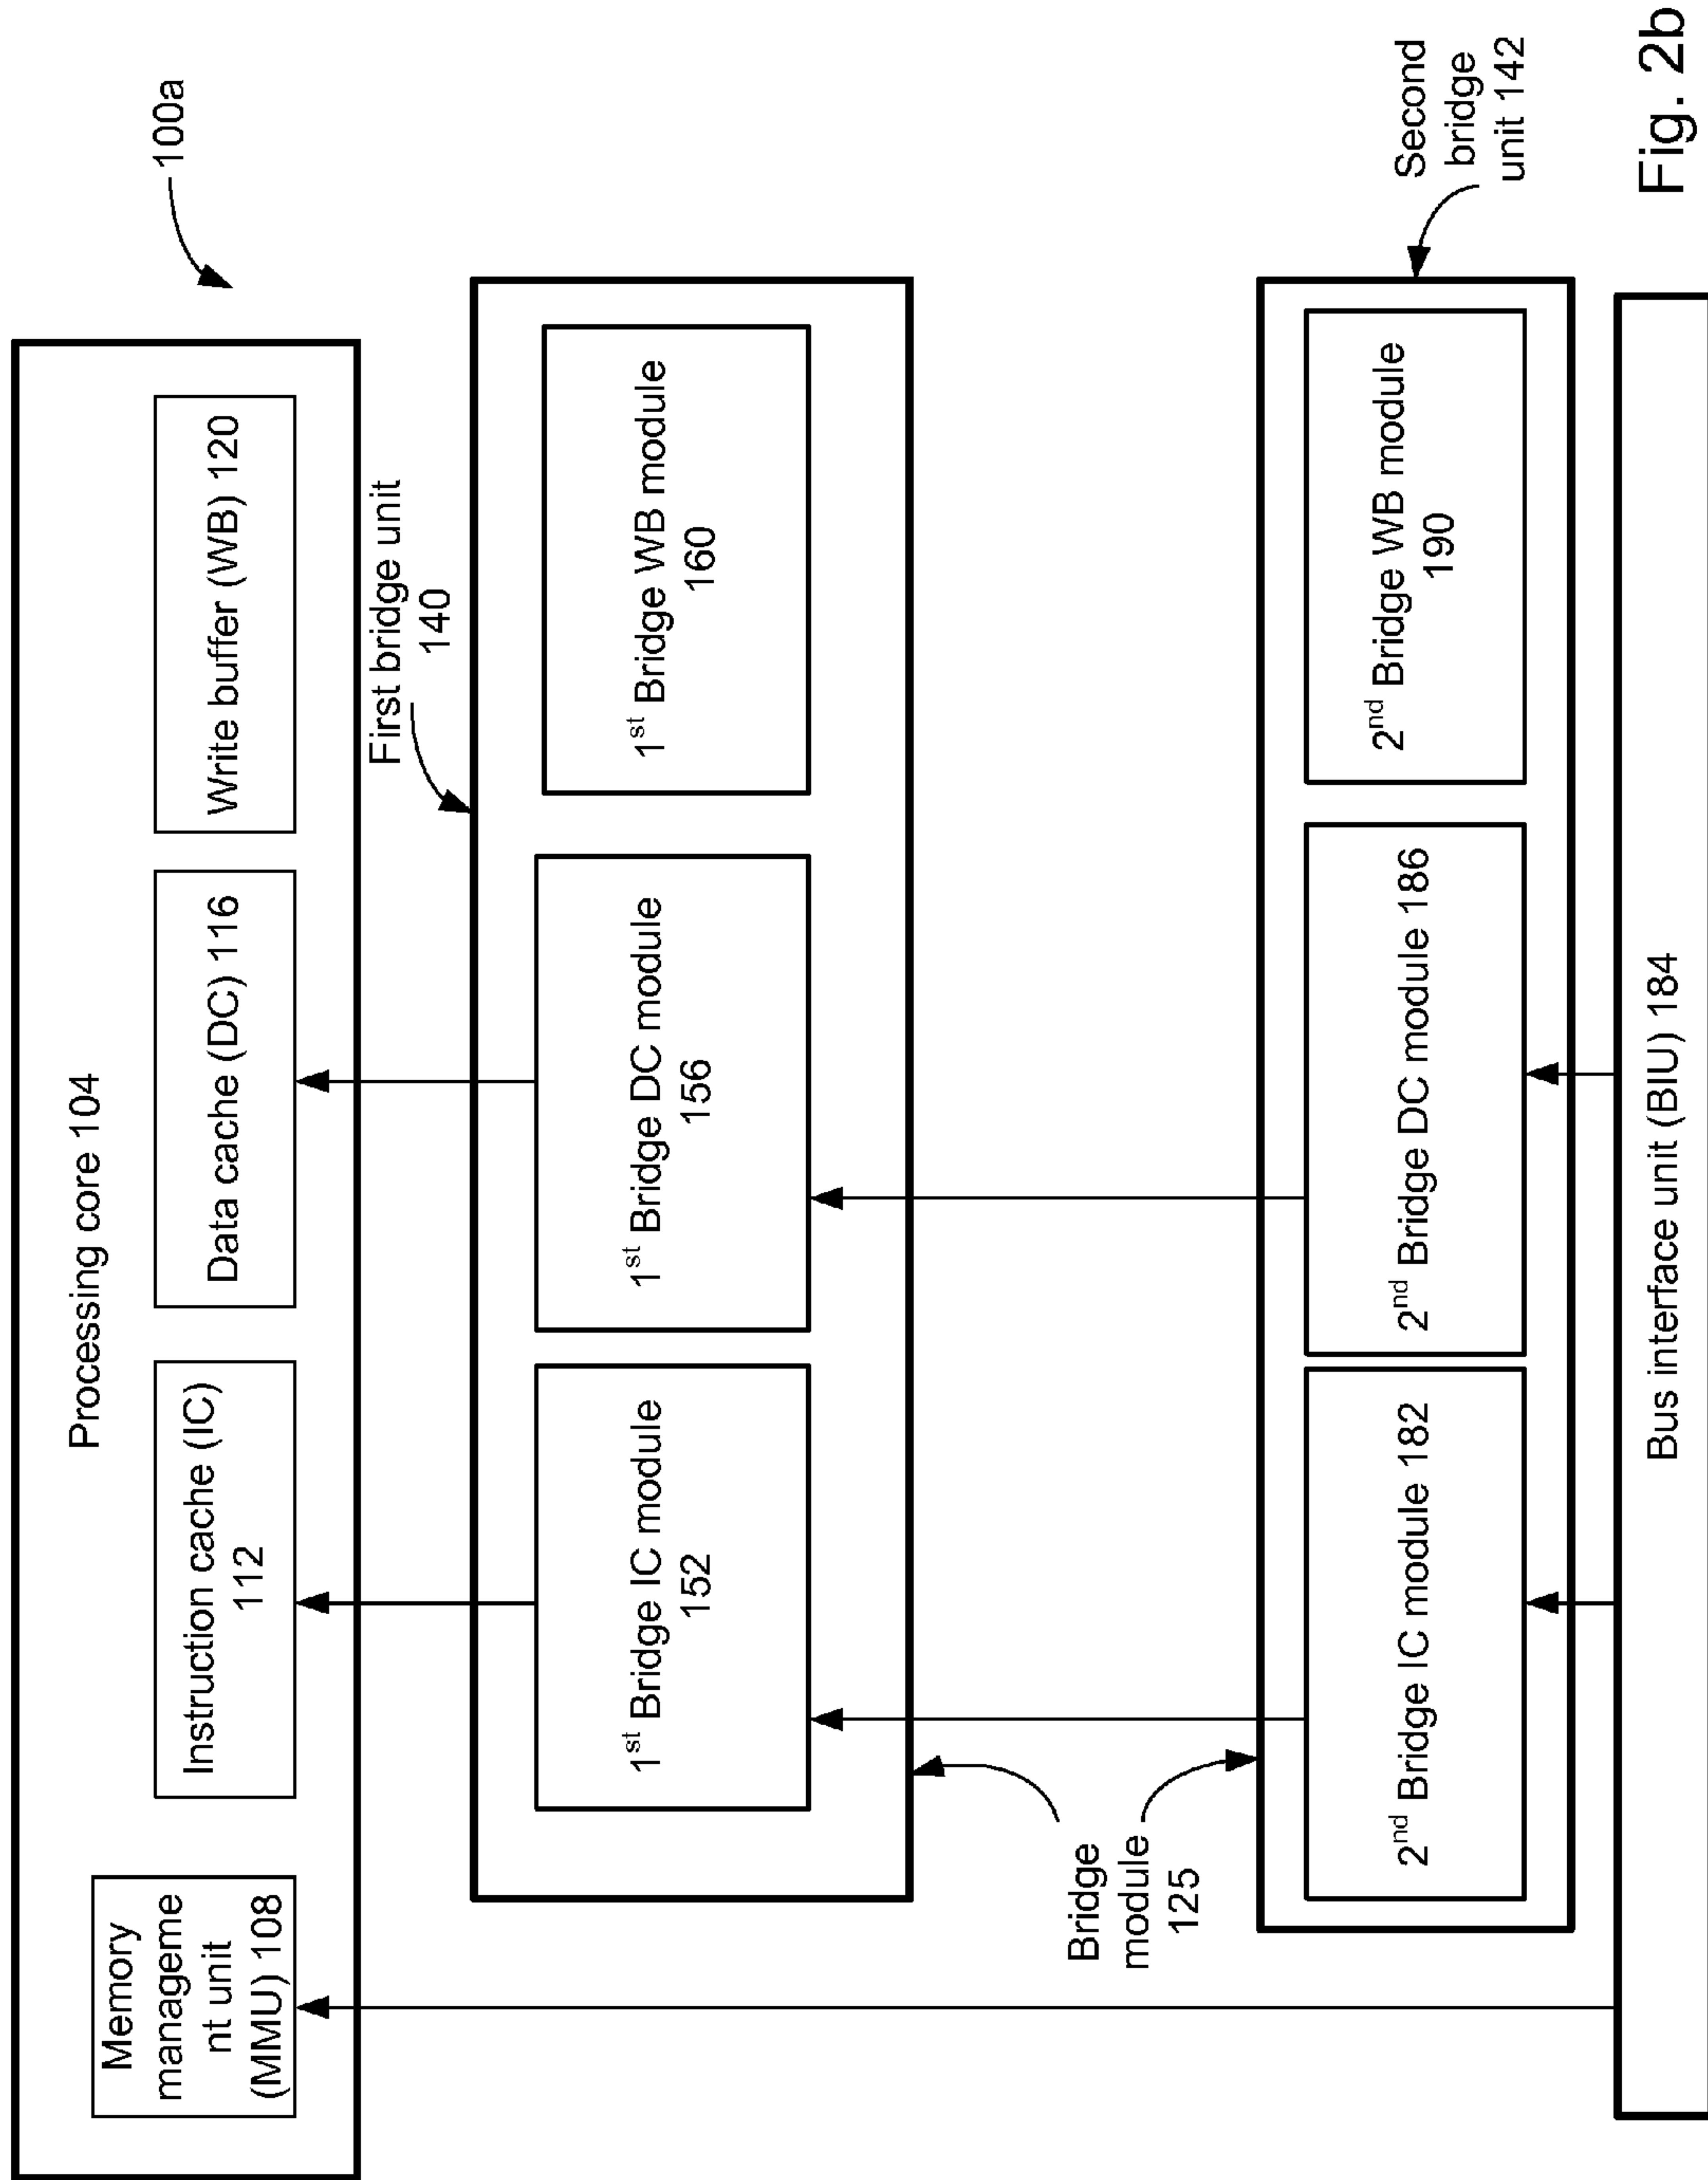 100a
Processing core 104
Memory
manageme
nt unit
(MMU) 108
Instruction cache (IC)
112
Data cache (DC) 116
Write buffer (WB) 120
First bridge unit
140
1st Bridge IC module
152
1st Bridge DC module
156
1st Bridge WB module
160
Bridge
module
125
Second
bridge
unit 142
2nd Bridge IC module 182
2nd Bridge DC module 186
2nd Bridge WB module
190
Bus interface unit (BIU) 184
Fig. 2b